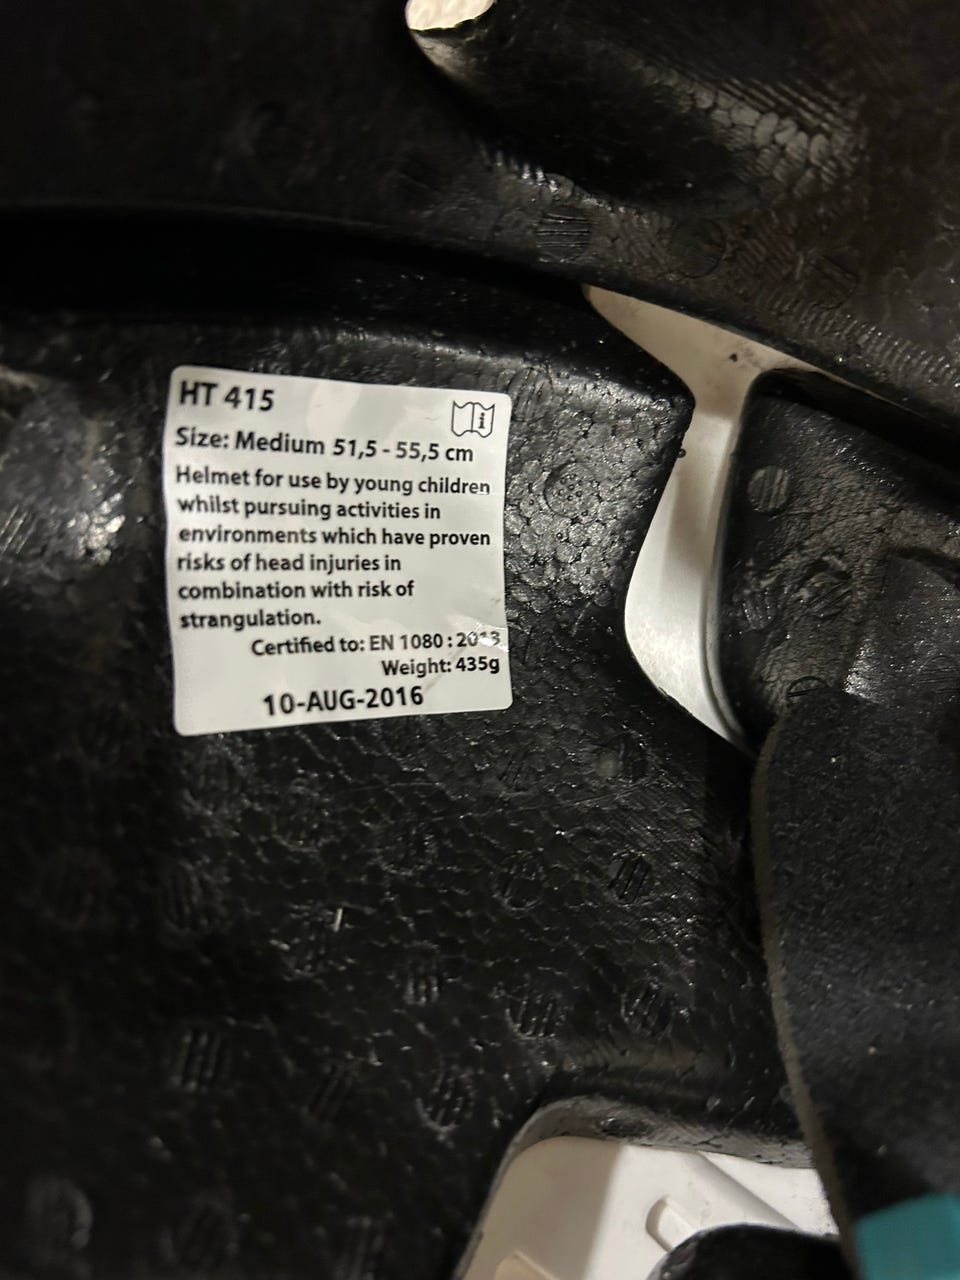 HT 415
Size: Medium 51,5 - 55,5 cm
Helmet for use by young children
whilst pursuing activities in
environments which have proven
risks of head injuries in
combination with risk of
strangulation.
Certified to: EN 1080 : 2013
Weight: 435g
10-AUG-2016